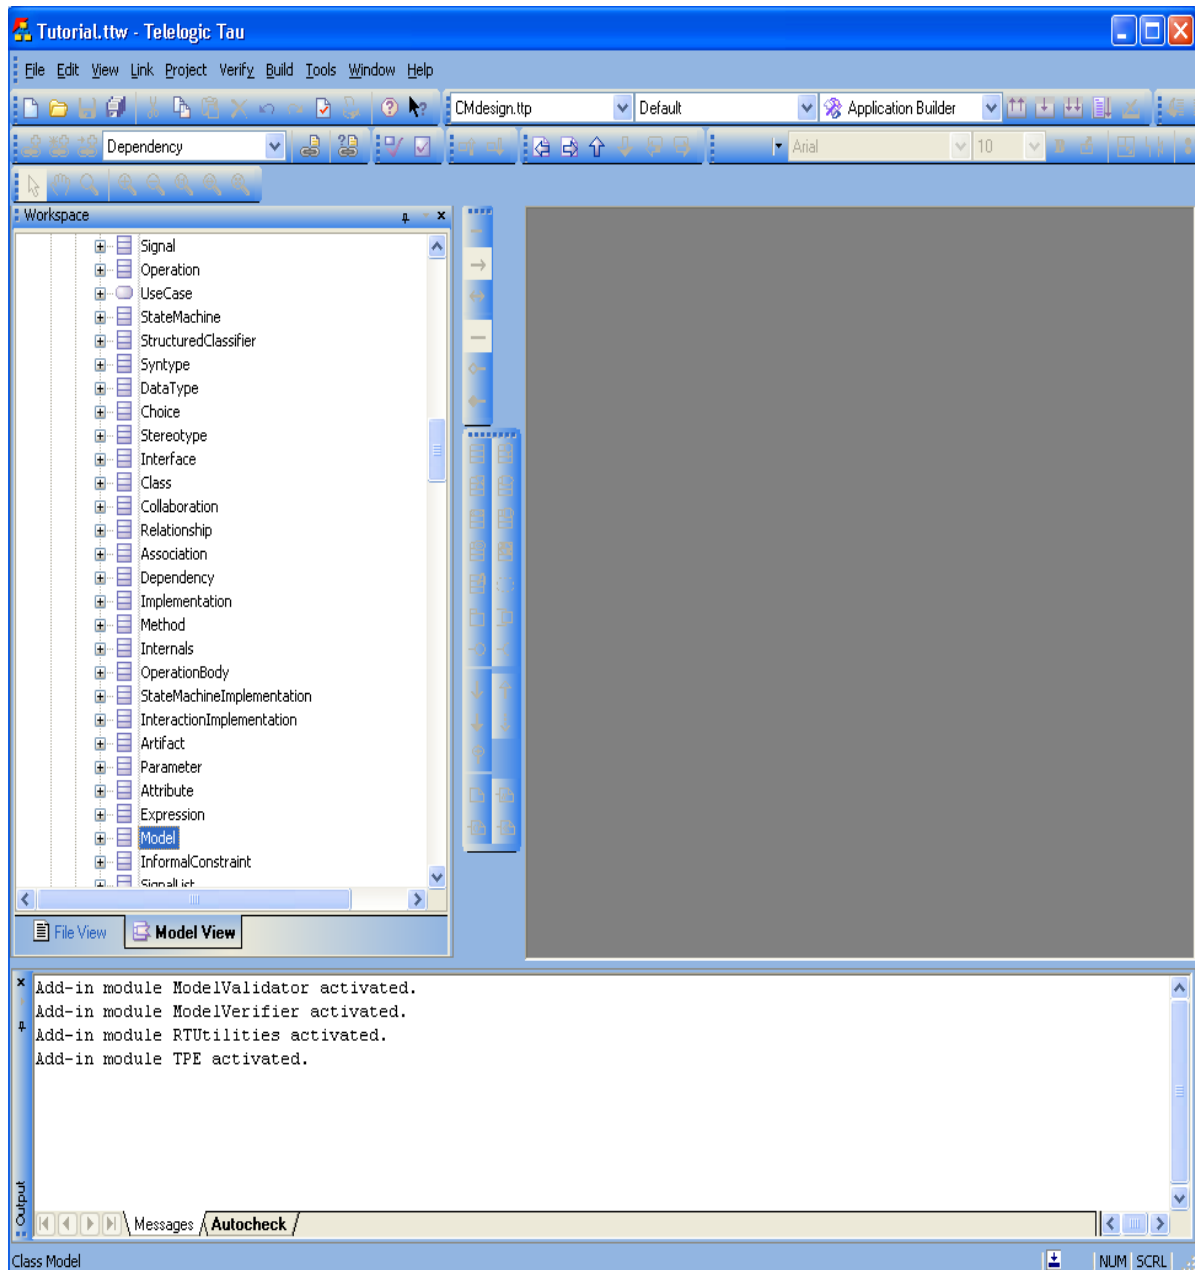 Tutorial.ttw - Telelogic Tau
File Edit View Link Project Verify Build Tools Window Help
CMdesign.ttp Default Application Builder
Dependency Arial 10
Workspace
Signal
Operation
UseCase
StateMachine
StructuredClassifier
Syntype
DataType
Choice
Stereotype
Interface
Class
Collaboration
Relationship
Association
Dependency
Implementation
Method
Internals
OperationBody
StateMachineImplementation
InteractionImplementation
Artifact
Parameter
Attribute
Expression
Model
InformalConstraint
SignalList
File View Model View
Add-in module ModelValidator activated.
Add-in module ModelVerifier activated.
Add-in module RTUtilities activated.
Add-in module TPE activated.
Output
Messages Autocheck
Class Model NUM SCRL